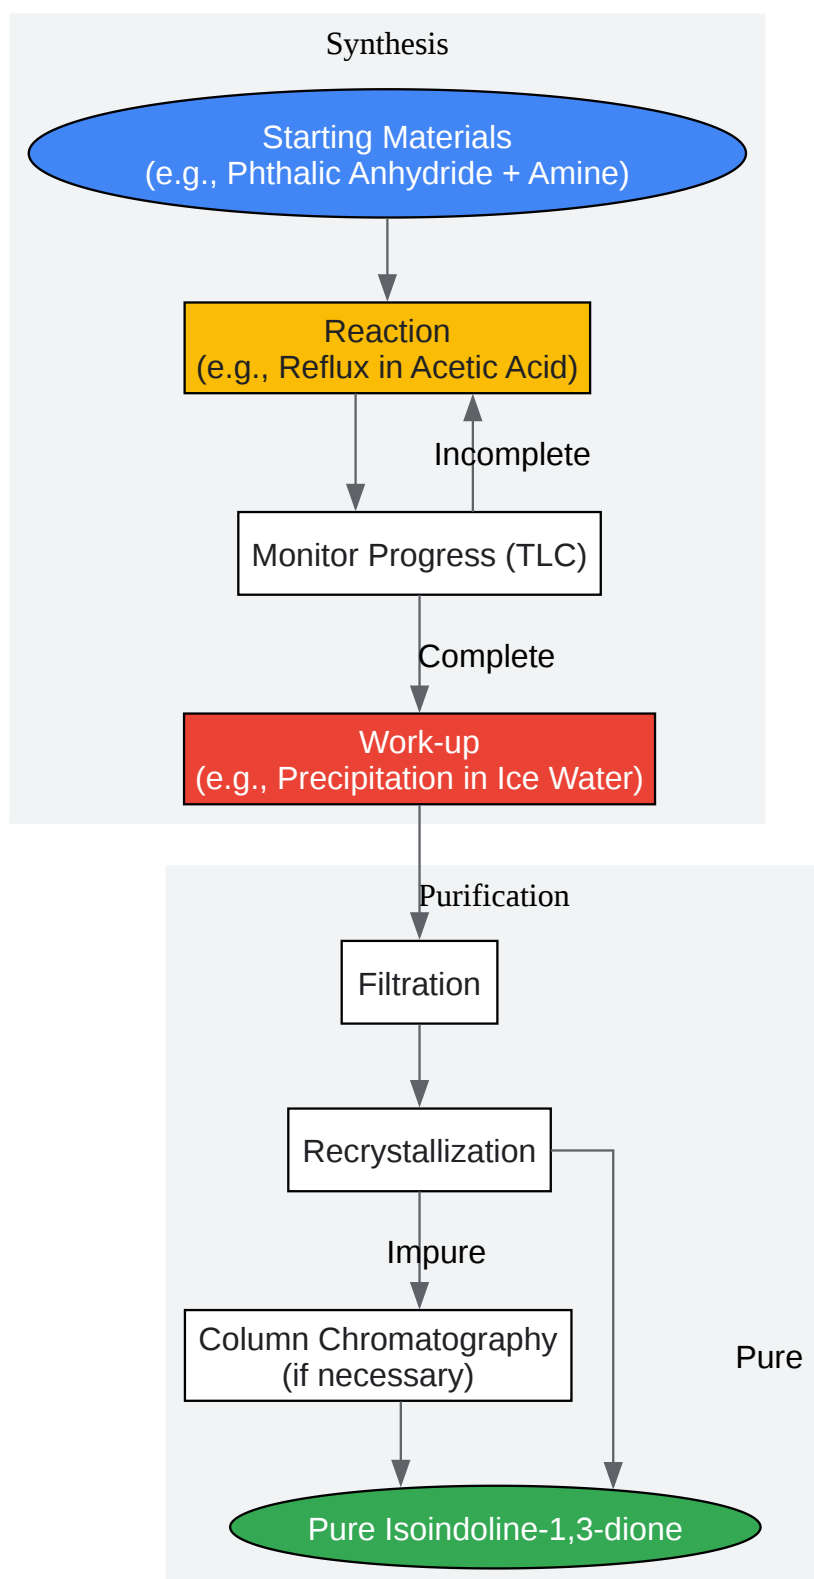 Synthesis
Starting Materials
(e.g., Phthalic Anhydride + Amine)
Reaction
(e.g., Reflux in Acetic Acid)
Incomplete
Monitor Progress (TLC)
Complete
Work-up
(e.g., Precipitation in Ice Water)
Purification
Filtration
Recrystallization
Impure
Column Chromatography
(if necessary)
Pure
Pure Isoindoline-1,3-dione